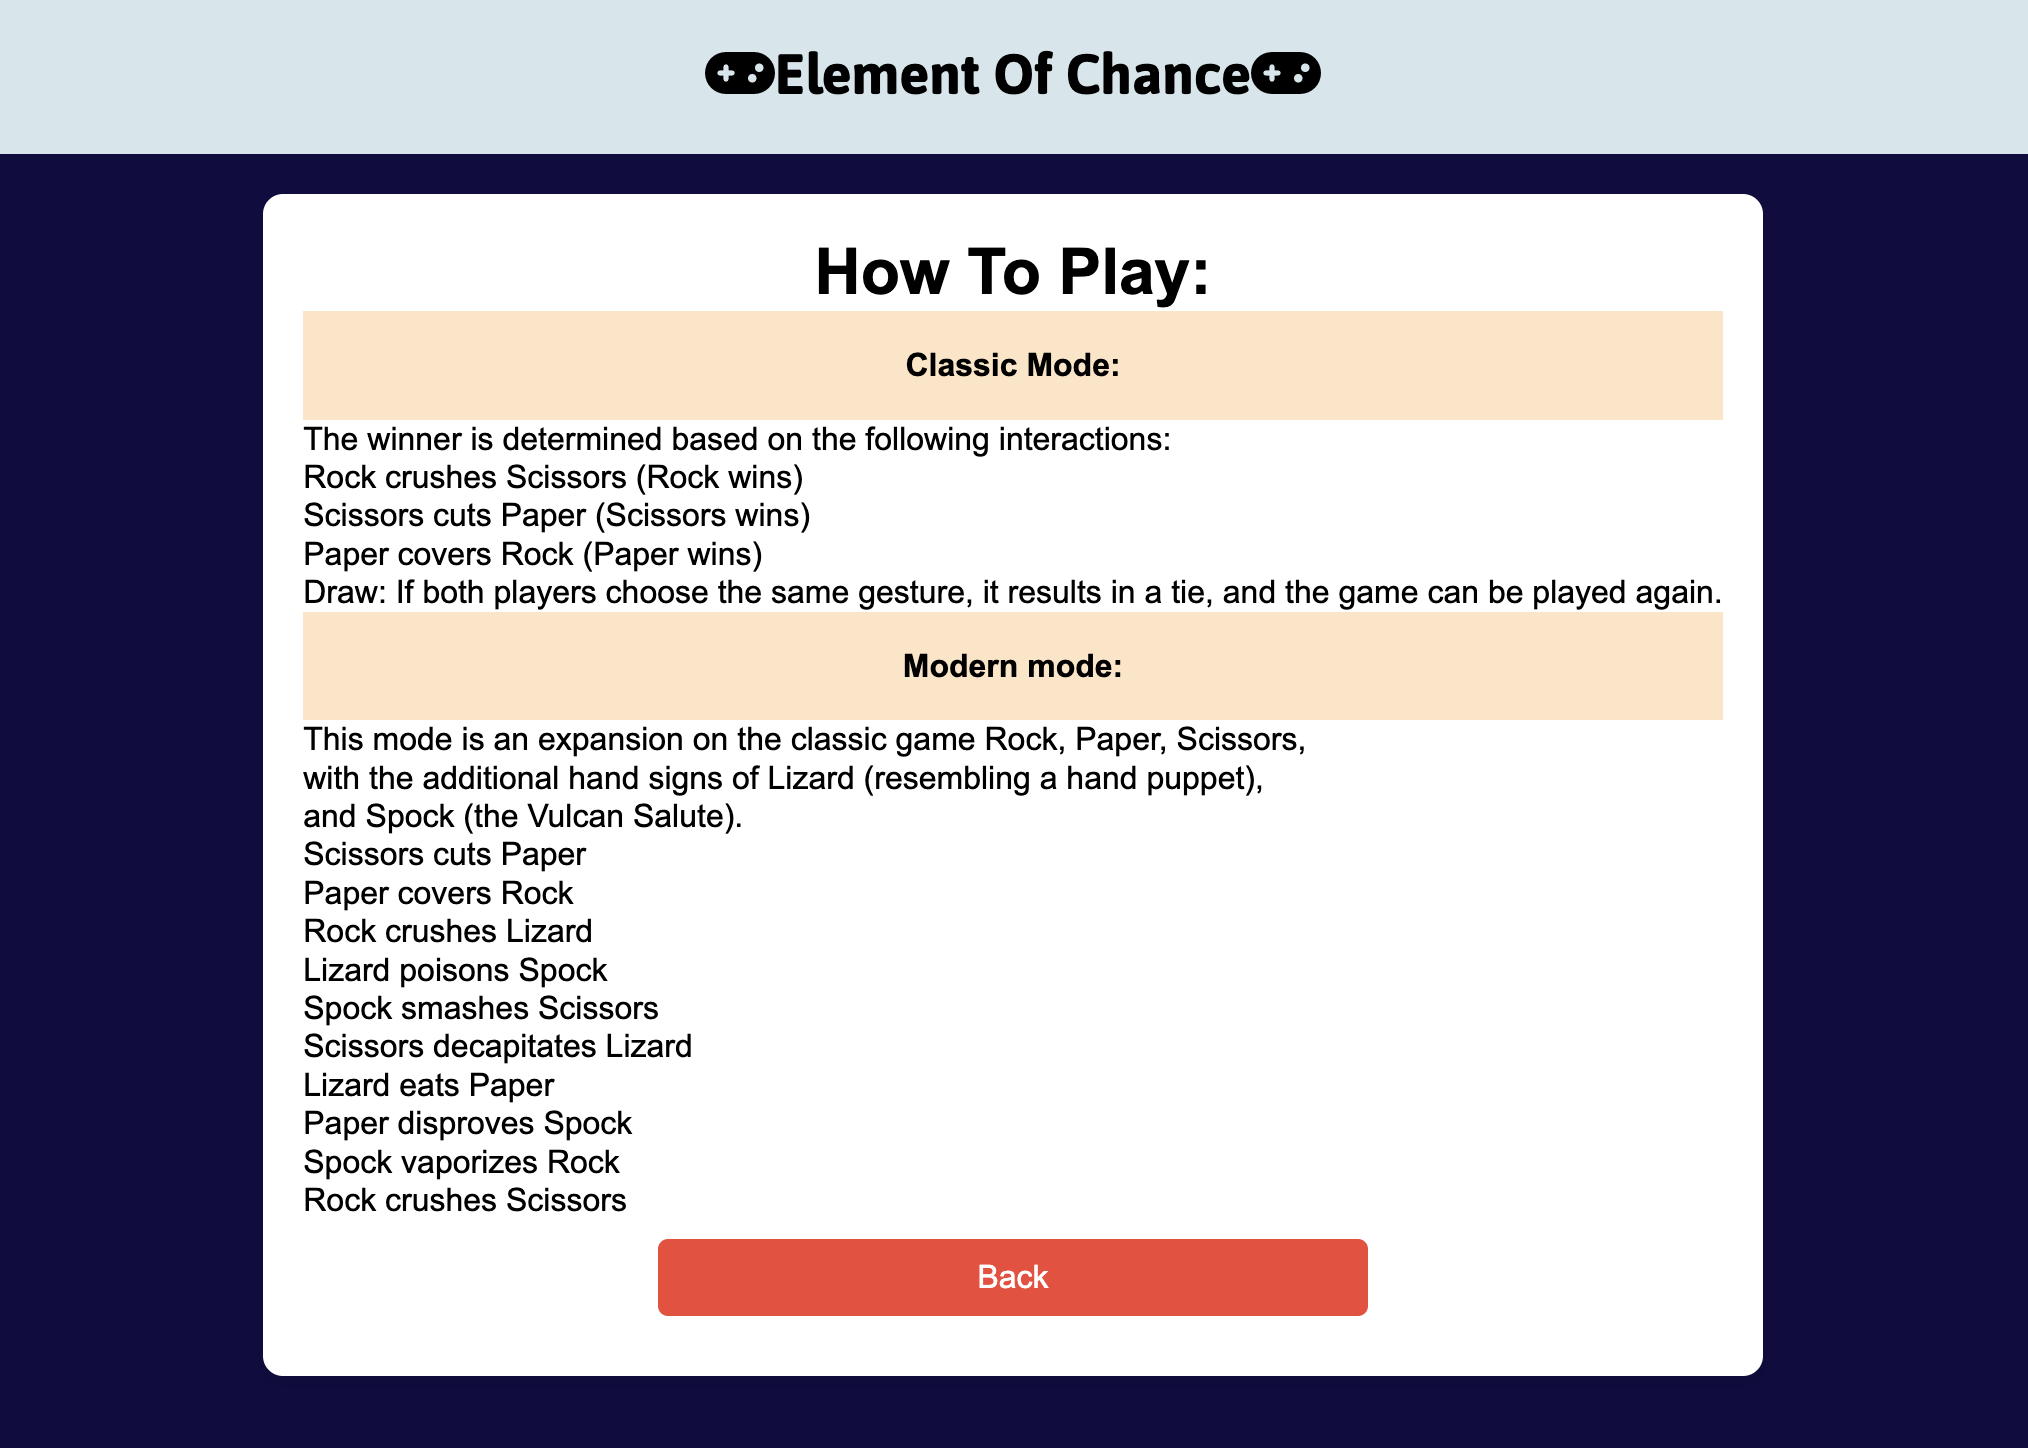 Element Of Chance
How To Play:
Classic Mode:
The winner is determined based on the following interactions:
Rock crushes Scissors (Rock wins)
Scissors cuts Paper (Scissors wins)
Paper covers Rock (Paper wins)
Draw: If both players choose the same gesture, it results in a tie, and the game can be played again.
Modern mode:
This mode is an expansion on the classic game Rock, Paper, Scissors,
with the additional hand signs of Lizard (resembling a hand puppet),
and Spock (the Vulcan Salute).
Scissors cuts Paper
Paper covers Rock
Rock crushes Lizard
Lizard poisons Spock
Spock smashes Scissors
Scissors decapitates Lizard
Lizard eats Paper
Paper disproves Spock
Spock vaporizes Rock
Rock crushes Scissors
Back